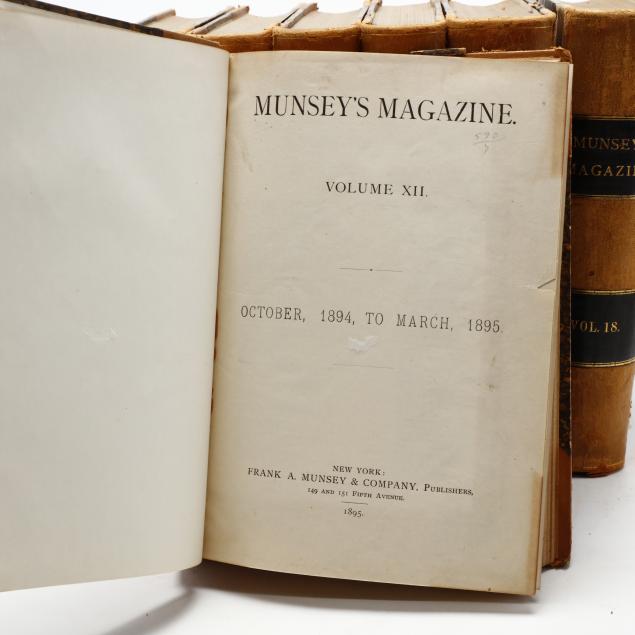 MUNSEY'S MAGAZINE.
VOLUME XII.
OCTOBER, 1894, TO MARCH, 1895.
NEW YORK:
FRANK A. MUNSEY & COMPANY, PUBLISHERS,
149 AND 151 FIFTH AVENUE.
1895.
MUNSEY
MAGAZIN
VOL. 18.